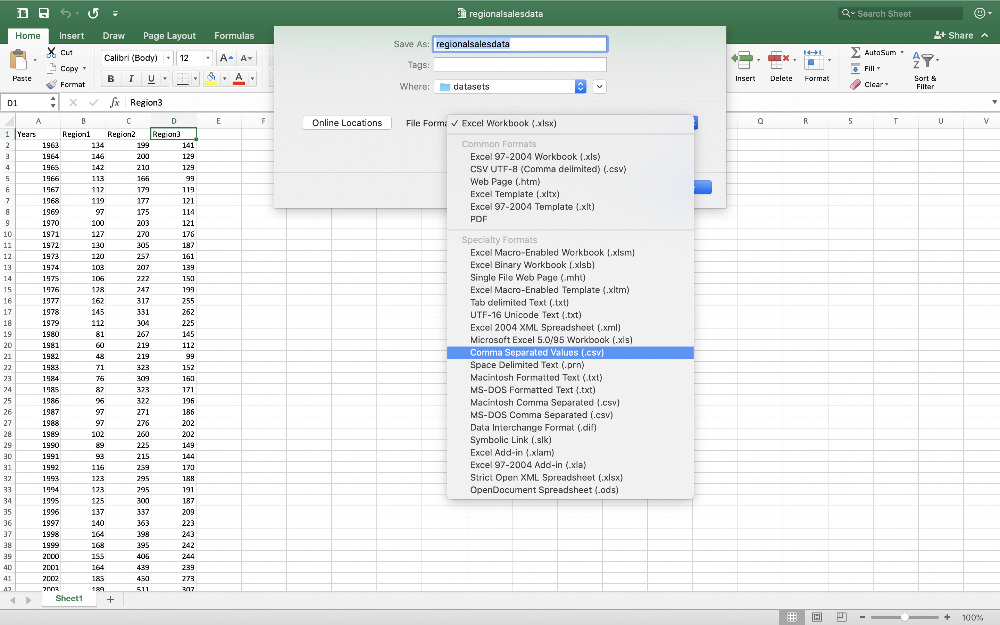 regionalsalesdata
Search Sheet
Home Insert Draw Page Layout Formulas
Share
Save As: regionalsalesdata
Tags:
Where: datasets
Paste
Cut
Copy
Format
Calibri (Body) 12
B I U
Insert Delete Format
AutoSum
Fill
Clear
Sort &
Filter
D1 fx Region3
Online Locations
File Forma
✓ Excel Workbook (.xlsx)
Common Formats
Excel 97-2004 Workbook (.xls)
CSV UTF-8 (Comma delimited) (.csv)
Web Page (.htm)
Excel Template (.xltx)
Excel 97-2004 Template (.xlt)
PDF
Specialty Formats
Excel Macro-Enabled Workbook (.xlsm)
Excel Binary Workbook (.xlsb)
Single File Web Page (.mht)
Excel Macro-Enabled Template (.xltm)
Tab delimited Text (.txt)
UTF-16 Unicode Text (.txt)
Excel 2004 XML Spreadsheet (.xml)
Microsoft Excel 5.0/95 Workbook (.xls)
Comma Separated Values (.csv)
Space Delimited Text (.prn)
Macintosh Formatted Text (.txt)
MS-DOS Formatted Text (.txt)
Macintosh Comma Separated (.csv)
MS-DOS Comma Separated (.csv)
Data Interchange Format (.dif)
Symbolic Link (.slk)
Excel Add-in (.xlam)
Excel 97-2004 Add-in (.xla)
Strict Open XML Spreadsheet (.xlsx)
OpenDocument Spreadsheet (.ods)
A B C D E F Q R S T U V
1 Years Region1 Region2 Region3
2 1963 134 199 141
3 1964 146 200 129
4 1965 142 210 129
5 1966 113 166 99
6 1967 112 179 119
7 1968 119 177 121
8 1969 97 175 114
9 1970 100 203 121
10 1971 127 270 176
11 1972 130 305 187
12 1973 120 257 161
13 1974 103 207 139
14 1975 106 222 150
15 1976 128 247 199
16 1977 162 317 255
17 1978 145 331 262
18 1979 112 304 225
19 1980 81 267 145
20 1981 60 219 112
21 1982 48 219 99
22 1983 71 323 152
23 1984 76 309 160
24 1985 82 323 171
25 1986 96 322 196
26 1987 97 271 186
27 1988 97 276 202
28 1989 102 260 202
29 1990 89 225 149
30 1991 93 215 144
31 1992 116 259 170
32 1993 123 295 188
33 1994 123 295 191
34 1995 125 300 187
35 1996 137 337 209
36 1997 140 363 223
37 1998 164 398 243
38 1999 168 395 242
39 2000 155 406 244
40 2001 164 439 239
41 2002 185 450 273
42 2003 189 511 307
Sheet1 +
100%